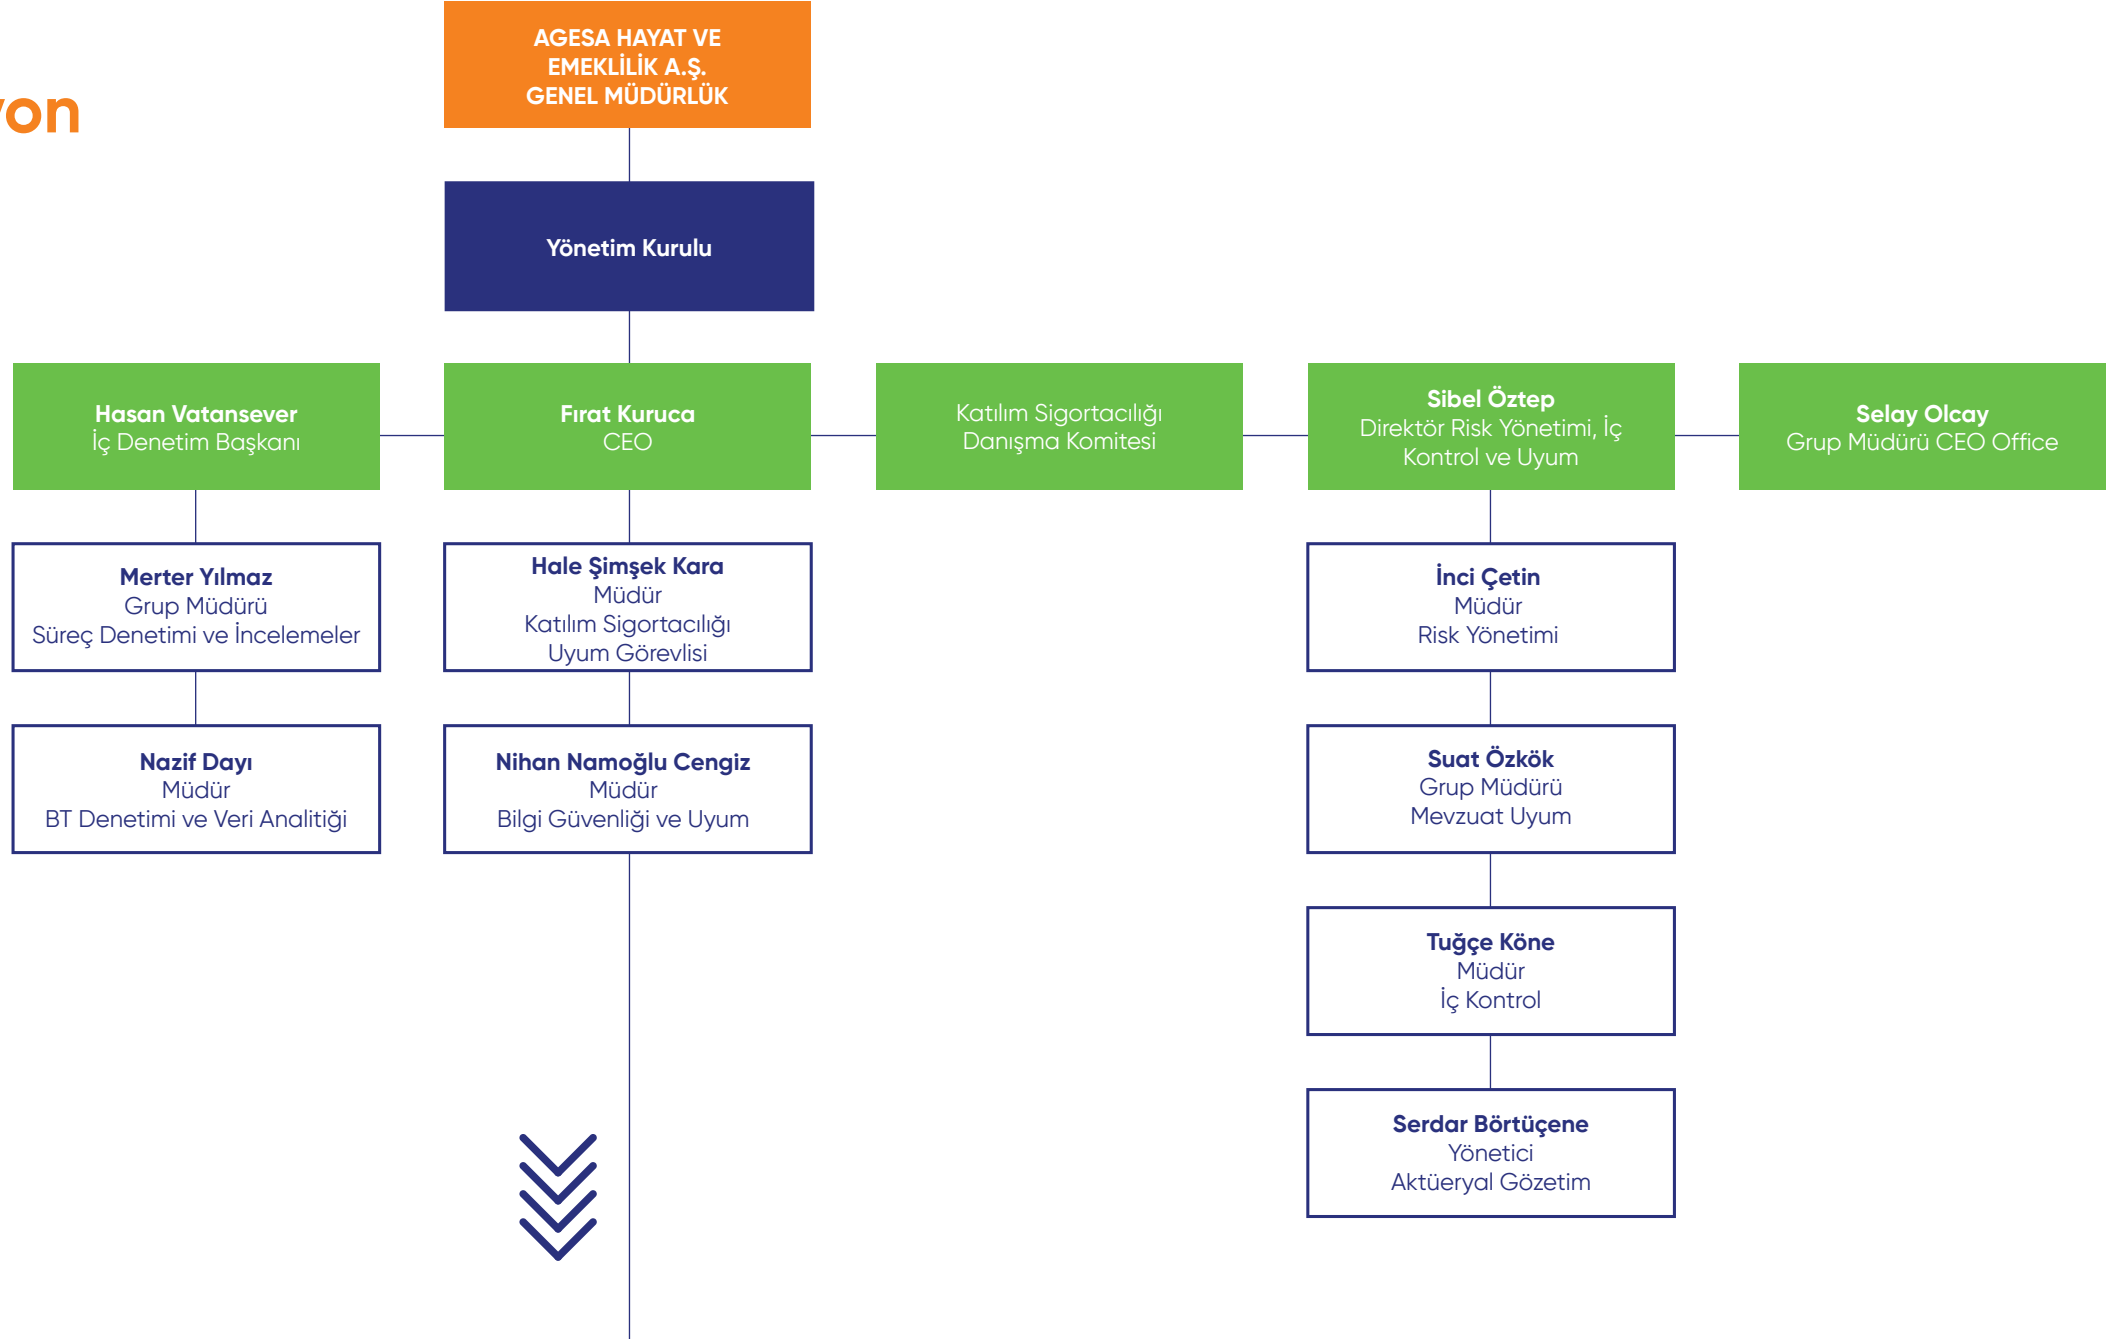 yon
AGESA HAYAT VE
EMEKLİLİK A.Ş.
GENEL MÜDÜRLÜK
Yönetim Kurulu
Hasan Vatansever
İç Denetim Başkanı
Fırat Kuruca
CEO
Katılım Sigortacılığı
Danışma Komitesi
Sibel Öztep
Direktör Risk Yönetimi, İç
Kontrol ve Uyum
Selay Olcay
Grup Müdürü CEO Office
Merter Yılmaz
Grup Müdürü
Süreç Denetimi ve İncelemeler
Hale Şimşek Kara
Müdür
Katılım Sigortacılığı
Uyum Görevlisi
İnci Çetin
Müdür
Risk Yönetimi
Nazif Dayı
Müdür
BT Denetimi ve Veri Analitiği
Nihan Namoğlu Cengiz
Müdür
Bilgi Güvenliği ve Uyum
Suat Özkök
Grup Müdürü
Mevzuat Uyum
Tuğçe Köne
Müdür
İç Kontrol
Serdar Börtüçene
Yönetici
Aktüeryal Gözetim